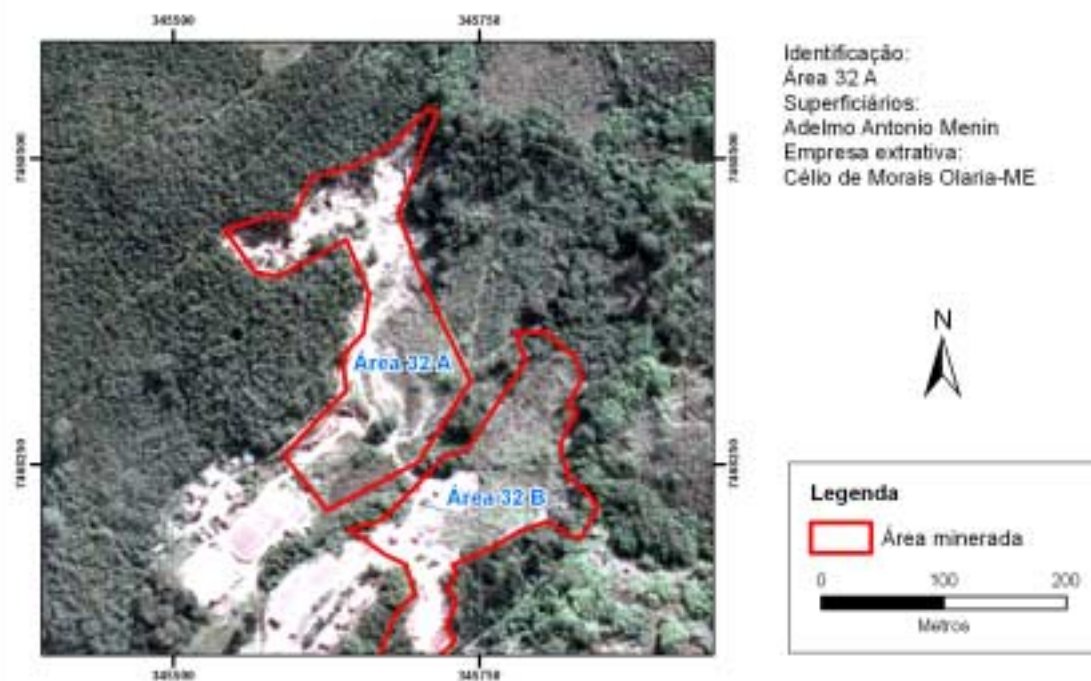 345500
345750
Identificação:
Área 32 A
Superficiários:
Adelmo Antonio Menin
Empresa extrativa:
Célio de Morais Olaria-ME
N
Área 32 A
Área 32 B
Legenda
Área minerada
0 100 200
Metros
345500
345750